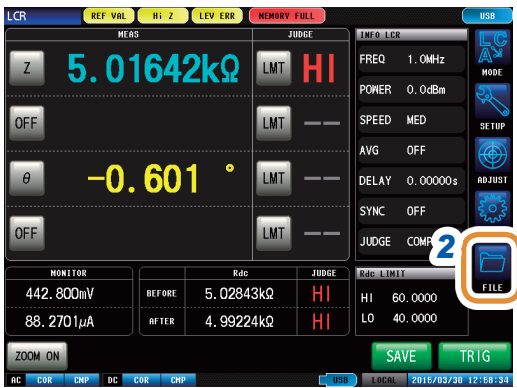 LCR REF VAL Hi Z LEV ERR MEMORY FULL USB
MEAS JUDGE INFO LCR
Z 5.01642kΩ LMT HI
FREQ 1.0MHz
MODE
POWER 0.0dBm
OFF LMT ――
SPEED MED
SETUP
AVG OFF
θ -0.601 ° LMT ――
DELAY 0.00000s
ADJUST
SYNC OFF
OFF LMT ――
JUDGE COMP
2
FILE
MONITOR Rdc JUDGE Rdc LIMIT
442.800mV BEFORE 5.02843kΩ HI
HI 60.0000
88.2701μA AFTER 4.99224kΩ HI
LO 40.0000
ZOOM ON SAVE TRIG
AC COR CMP DC COR CMP USB LOCAL 2015/03/30 12:58:34